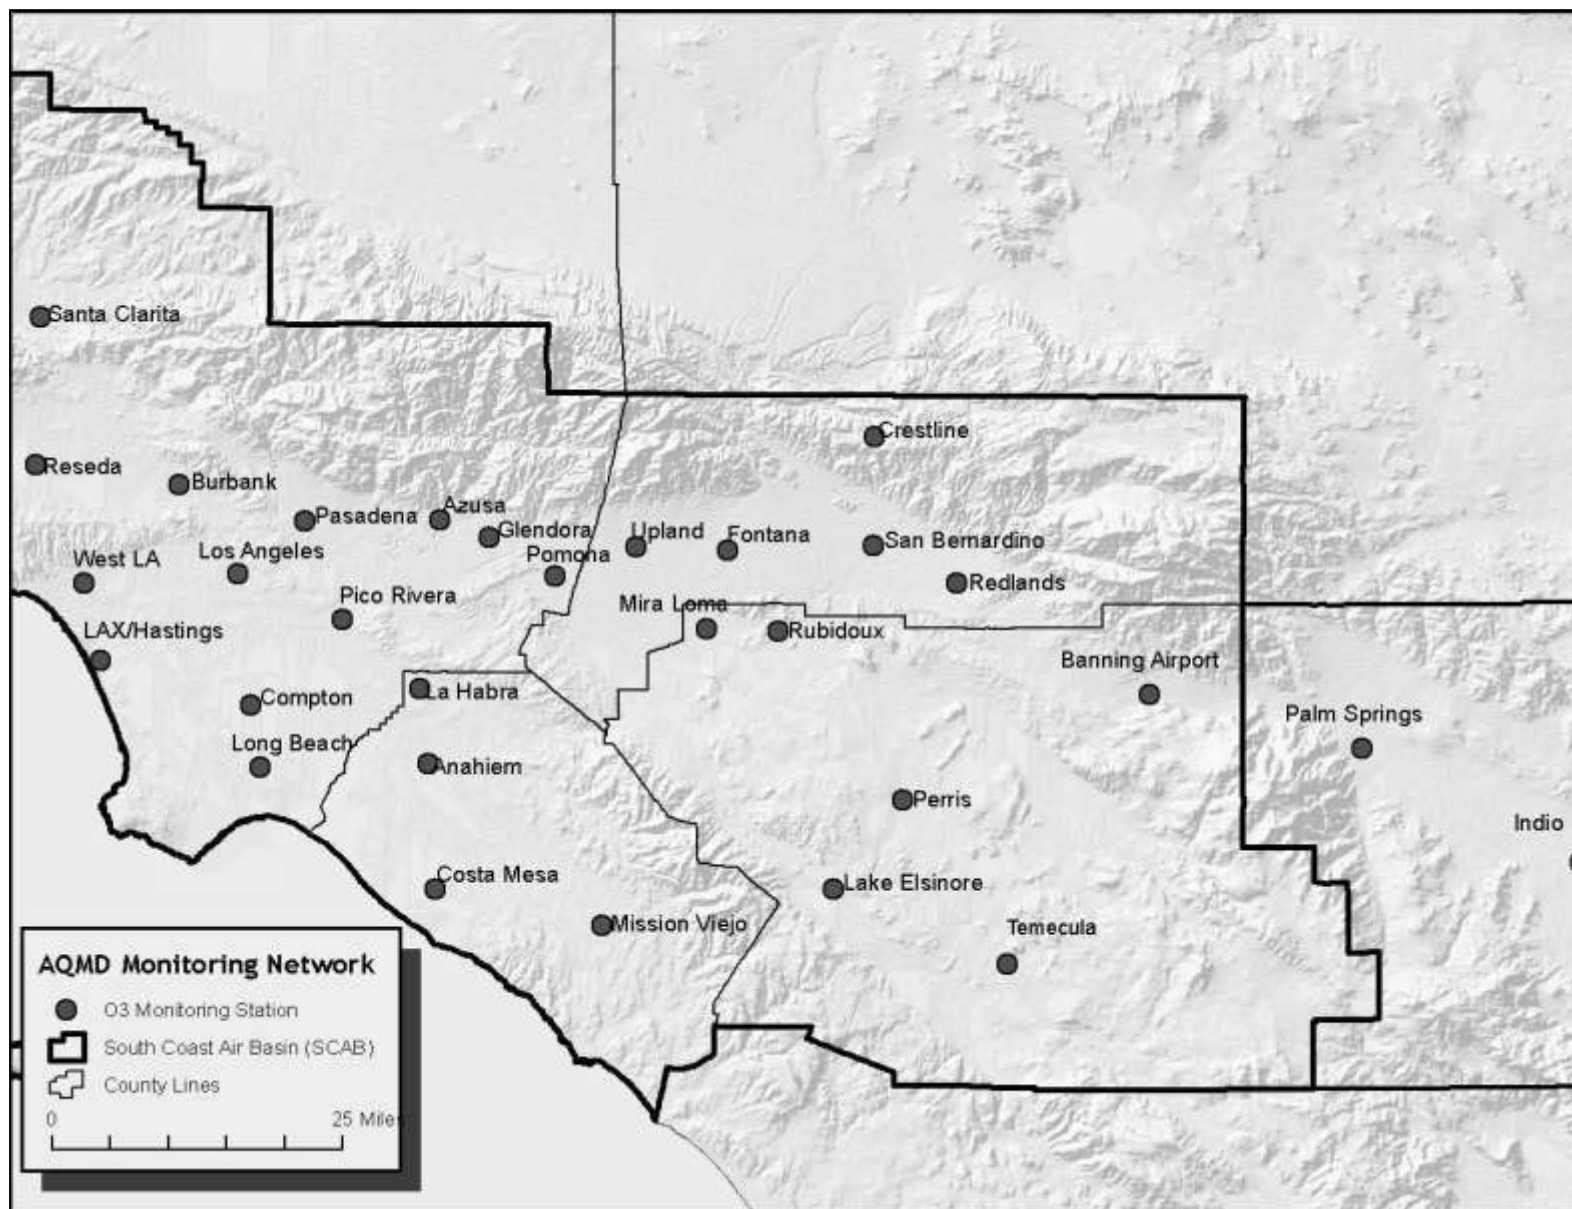 Santa Clarita
Crestline
Reseda
Burbank
Pasadena
Azusa
Glendora
Upland
Fontana
San Bernardino
West LA
Los Angeles
Pomona
Redlands
Pico Rivera
Mira Loma
LAX/Hastings
Rubidoux
Banning Airport
La Habra
Compton
Palm Springs
Long Beach
Anahiem
Perris
Indio
Costa Mesa
Lake Elsinore
Mission Viejo
Temecula
AQMD Monitoring Network
O3 Monitoring Station
South Coast Air Basin (SCAB)
County Lines
0 25 Miles